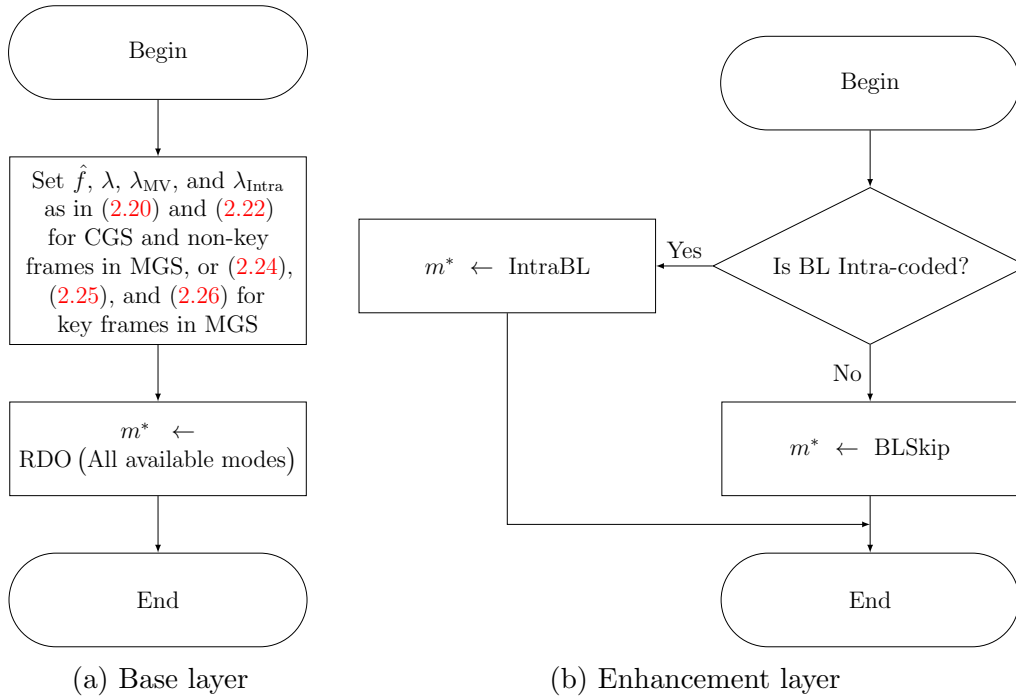 Begin
Set f̂, λ, λ_MV, and λ_Intra
as in (2.20) and (2.22)
for CGS and non-key
frames in MGS, or (2.24),
(2.25), and (2.26) for
key frames in MGS
m* ←
RDO (All available modes)
End
(a) Base layer
Begin
Is BL Intra-coded?
Yes
m* ← IntraBL
No
m* ← BLSkip
End
(b) Enhancement layer